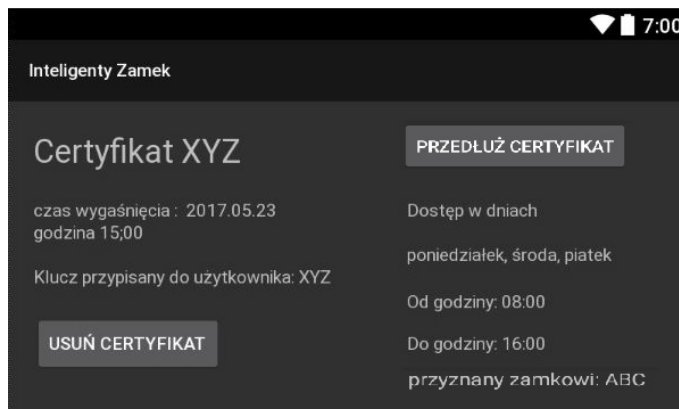 7:00
Inteligenty Zamek
Certyfikat XYZ
czas wygaśnięcia : 2017.05.23
godzina 15;00
Klucz przypisany do użytkownika: XYZ
USUŃ CERTYFIKAT
PRZEDŁUŻ CERTYFIKAT
Dostęp w dniach
poniedziałek, środa, piatek
Od godziny: 08:00
Do godziny: 16:00
przyznany zamkowi: ABC